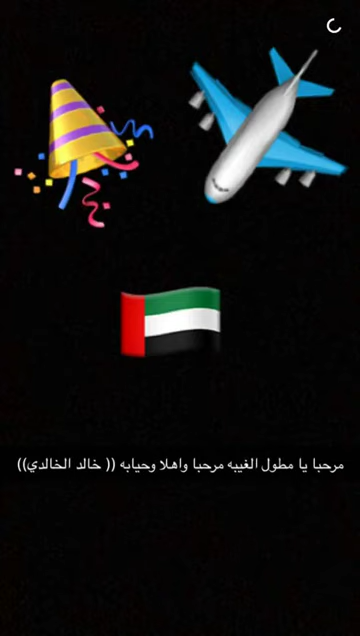 مرحبا يا مطول الغيبه مرحبا واهلا وحيابه (( خالد الخالدي))